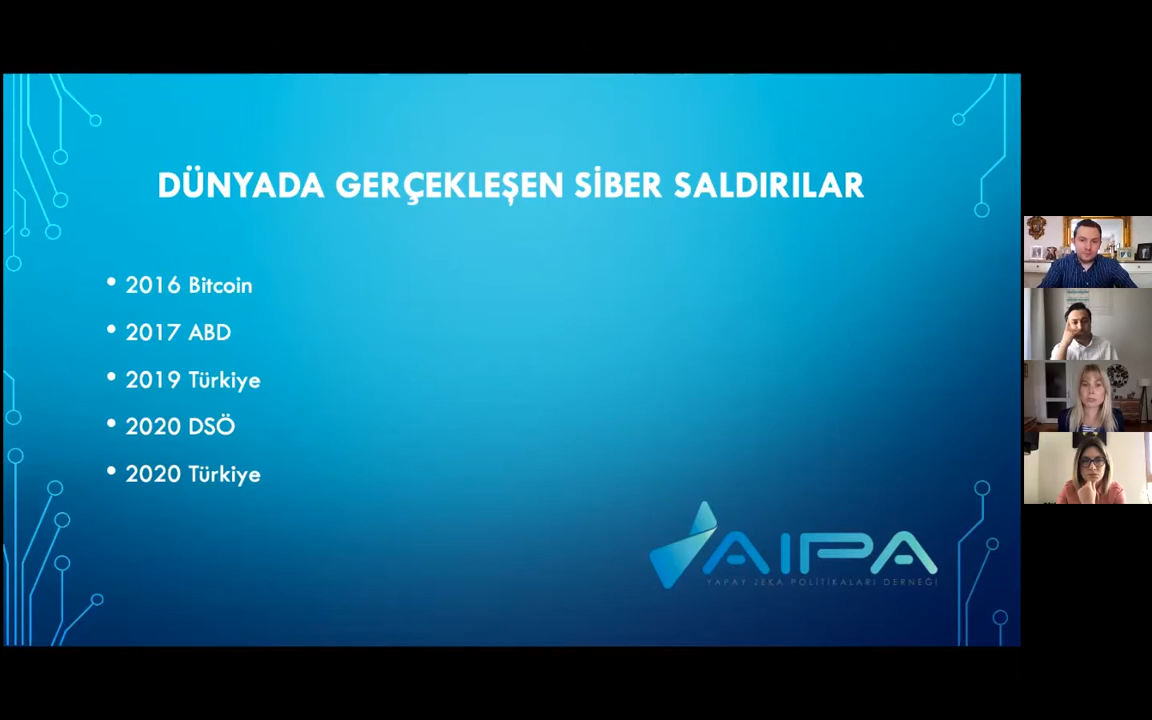 DÜNYADA GERÇEKLEŞEN SİBER SALDIRILAR
• 2016 Bitcoin
• 2017 ABD
• 2019 Türkiye
• 2020 DSÖ
• 2020 Türkiye
AIPA
YAPAY ZEKA POLİTİKALARI DERNEĞİ